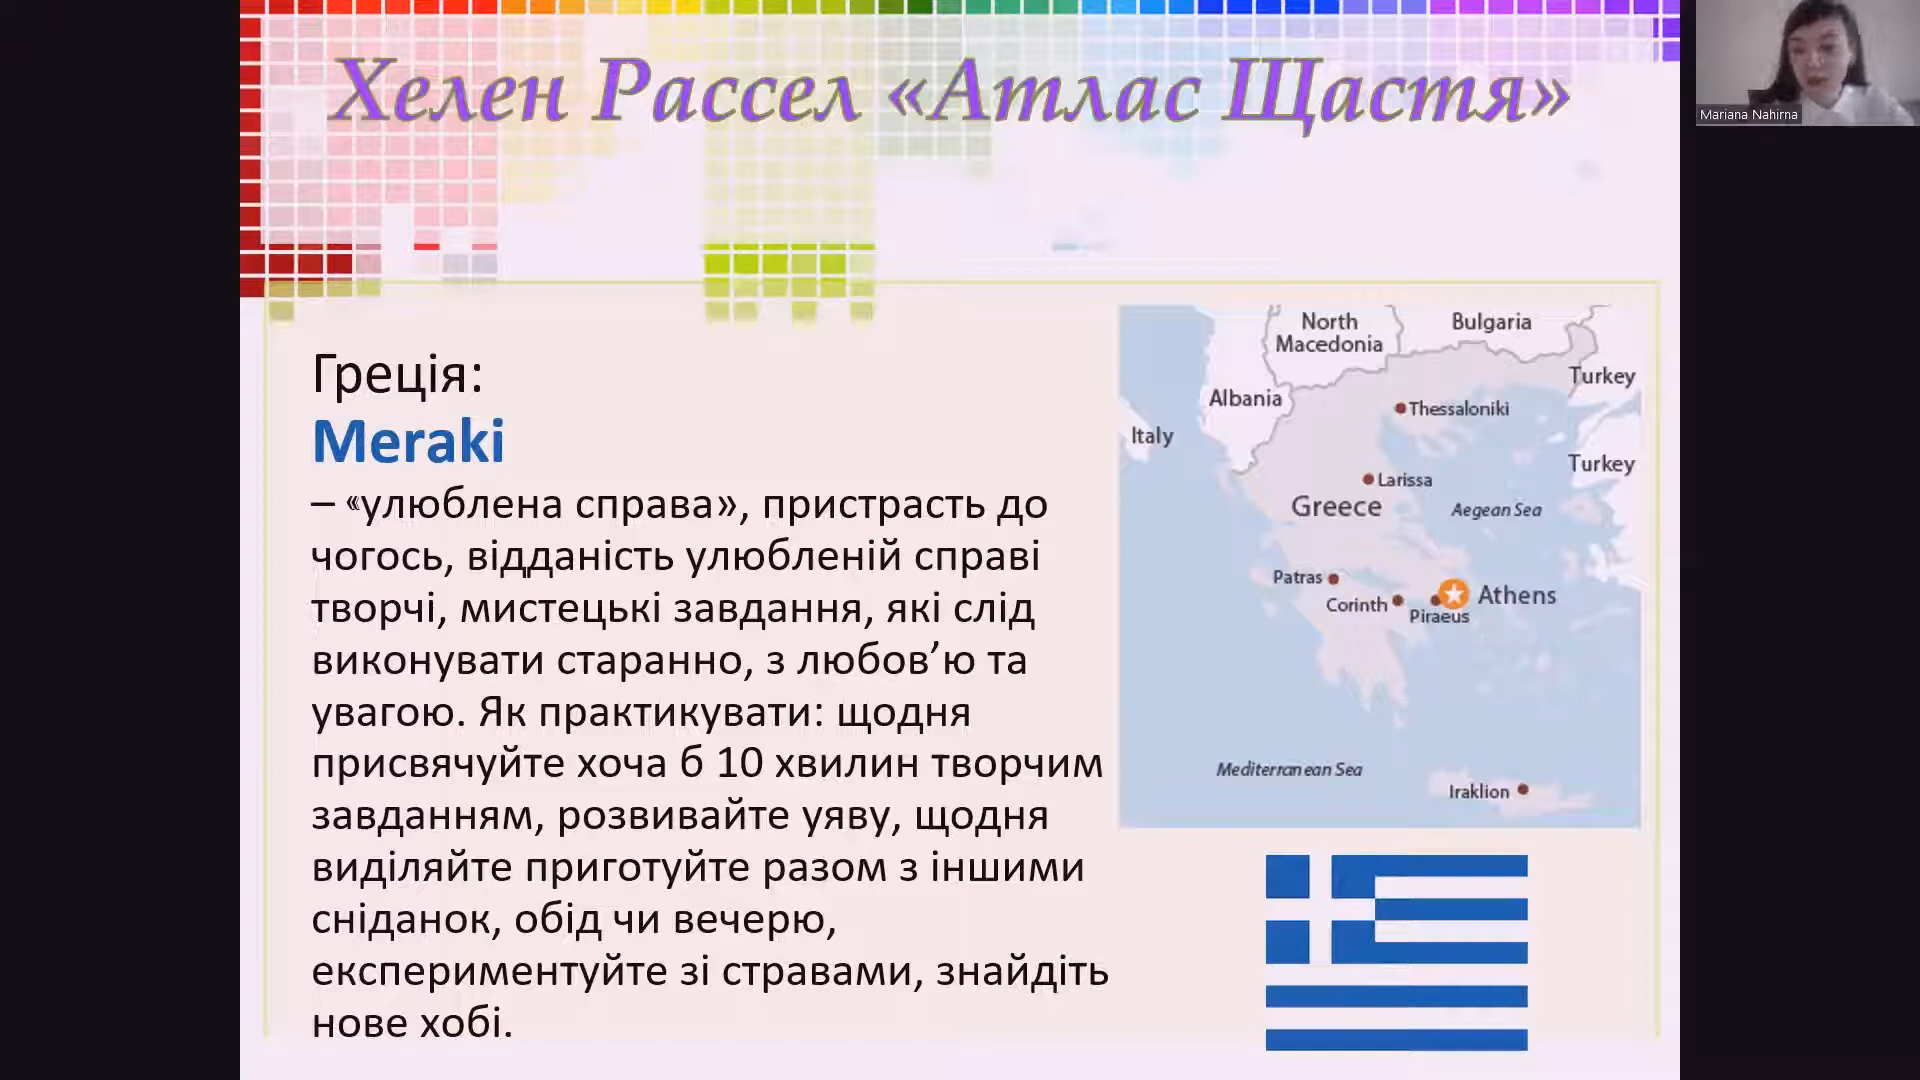 Хелен Рассел «Атлас Щастя»
Mariana Nahirna
Греція:
Meraki
– «улюблена справа», пристрасть до
чогось, відданість улюбленій справі
творчі, мистецькі завдання, які слід
виконувати старанно, з любов’ю та
увагою. Як практикувати: щодня
присвячуйте хоча б 10 хвилин творчим
завданням, розвивайте уяву, щодня
виділяйте приготуйте разом з іншими
сніданок, обід чи вечерю,
експериментуйте зі стравами, знайдіть
нове хобі.
North
Macedonia
Bulgaria
Turkey
Albania
Thessaloniki
Italy
Turkey
Larissa
Greece
Aegean Sea
Patras
Athens
Corinth
Piraeus
Mediterranean Sea
Iraklion